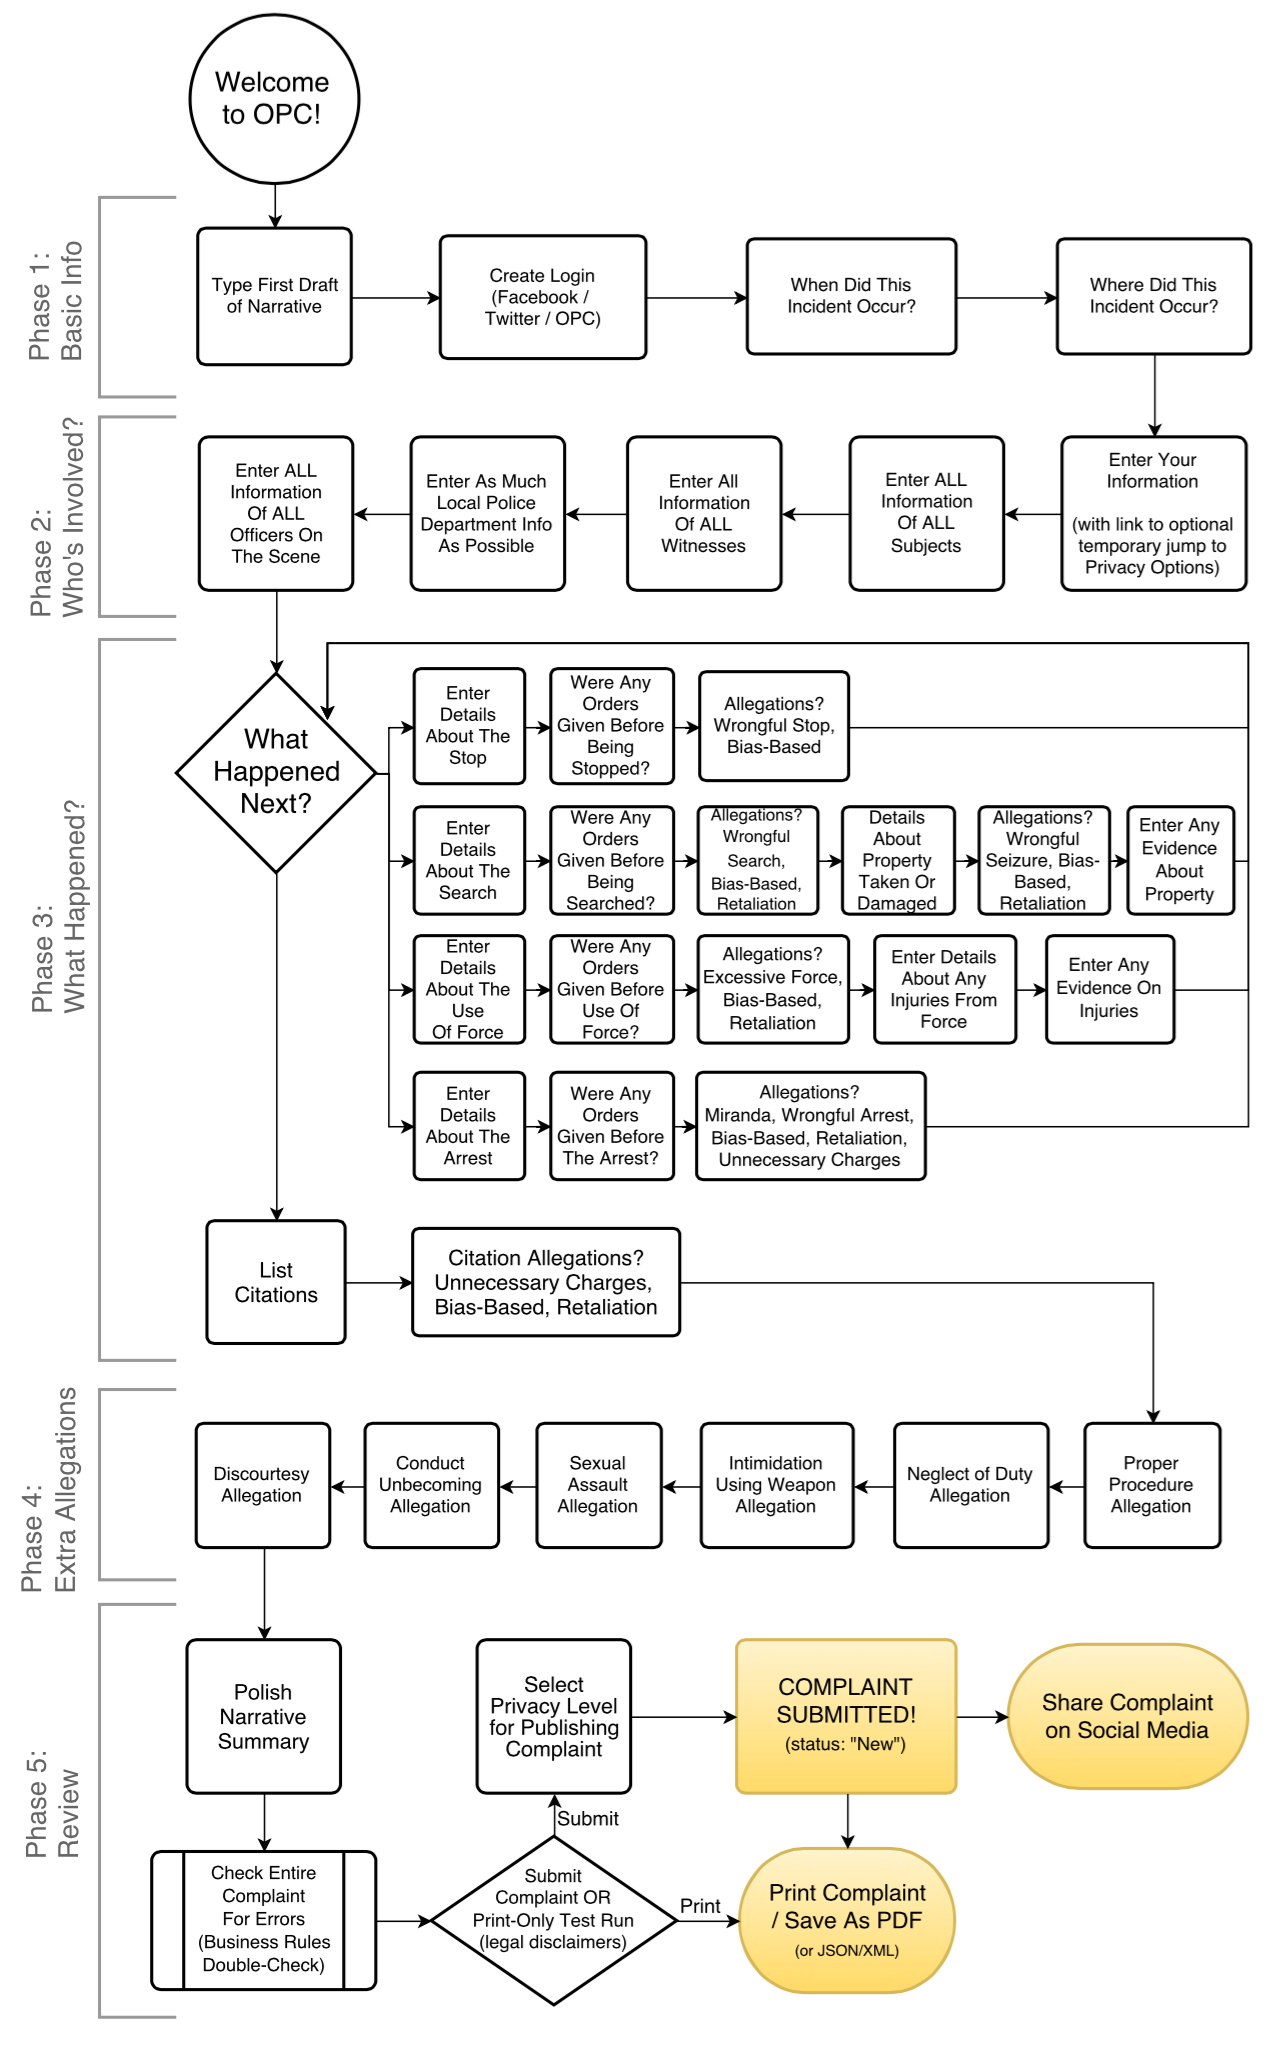 Welcome
to OPC!
Phase 1:
Basic Info
Type First Draft
of Narrative
Create Login
(Facebook /
Twitter / OPC)
When Did This
Incident Occur?
Where Did This
Incident Occur?
Phase 2:
Who's Involved?
Enter ALL
Information
Of ALL
Officers On
The Scene
Enter As Much
Local Police
Department Info
As Possible
Enter All
Information
Of ALL
Witnesses
Enter ALL
Information
Of ALL
Subjects
Enter Your
Information
(with link to optional
temporary jump to
Privacy Options)
Phase 3:
What Happened?
What
Happened
Next?
Enter
Details
About The
Stop
Were Any
Orders
Given Before
Being
Stopped?
Allegations?
Wrongful Stop,
Bias-Based
Enter
Details
About The
Search
Were Any
Orders
Given Before
Being
Searched?
Allegations?
Wrongful
Search,
Bias-Based,
Retaliation
Details
About
Property
Taken Or
Damaged
Allegations?
Wrongful
Seizure, Bias-
Based,
Retaliation
Enter Any
Evidence
About
Property
Enter
Details
About The
Use
Of Force
Were Any
Orders
Given Before
Use Of
Force?
Allegations?
Excessive Force,
Bias-Based,
Retaliation
Enter Details
About Any
Injuries From
Force
Enter Any
Evidence On
Injuries
Enter
Details
About The
Arrest
Were Any
Orders
Given Before
The Arrest?
Allegations?
Miranda, Wrongful Arrest,
Bias-Based, Retaliation,
Unnecessary Charges
List
Citations
Citation Allegations?
Unnecessary Charges,
Bias-Based, Retaliation
Phase 4:
Extra Allegations
Discourtesy
Allegation
Conduct
Unbecoming
Allegation
Sexual
Assault
Allegation
Intimidation
Using Weapon
Allegation
Neglect of Duty
Allegation
Proper
Procedure
Allegation
Phase 5:
Review
Polish
Narrative
Summary
Select
Privacy Level
for Publishing
Complaint
COMPLAINT
SUBMITTED!
(status: "New")
Share Complaint
on Social Media
Submit
Check Entire
Complaint
For Errors
(Business Rules
Double-Check)
Submit
Complaint OR
Print-Only Test Run
(legal disclaimers)
Print
Print Complaint
/ Save As PDF
(or JSON/XML)